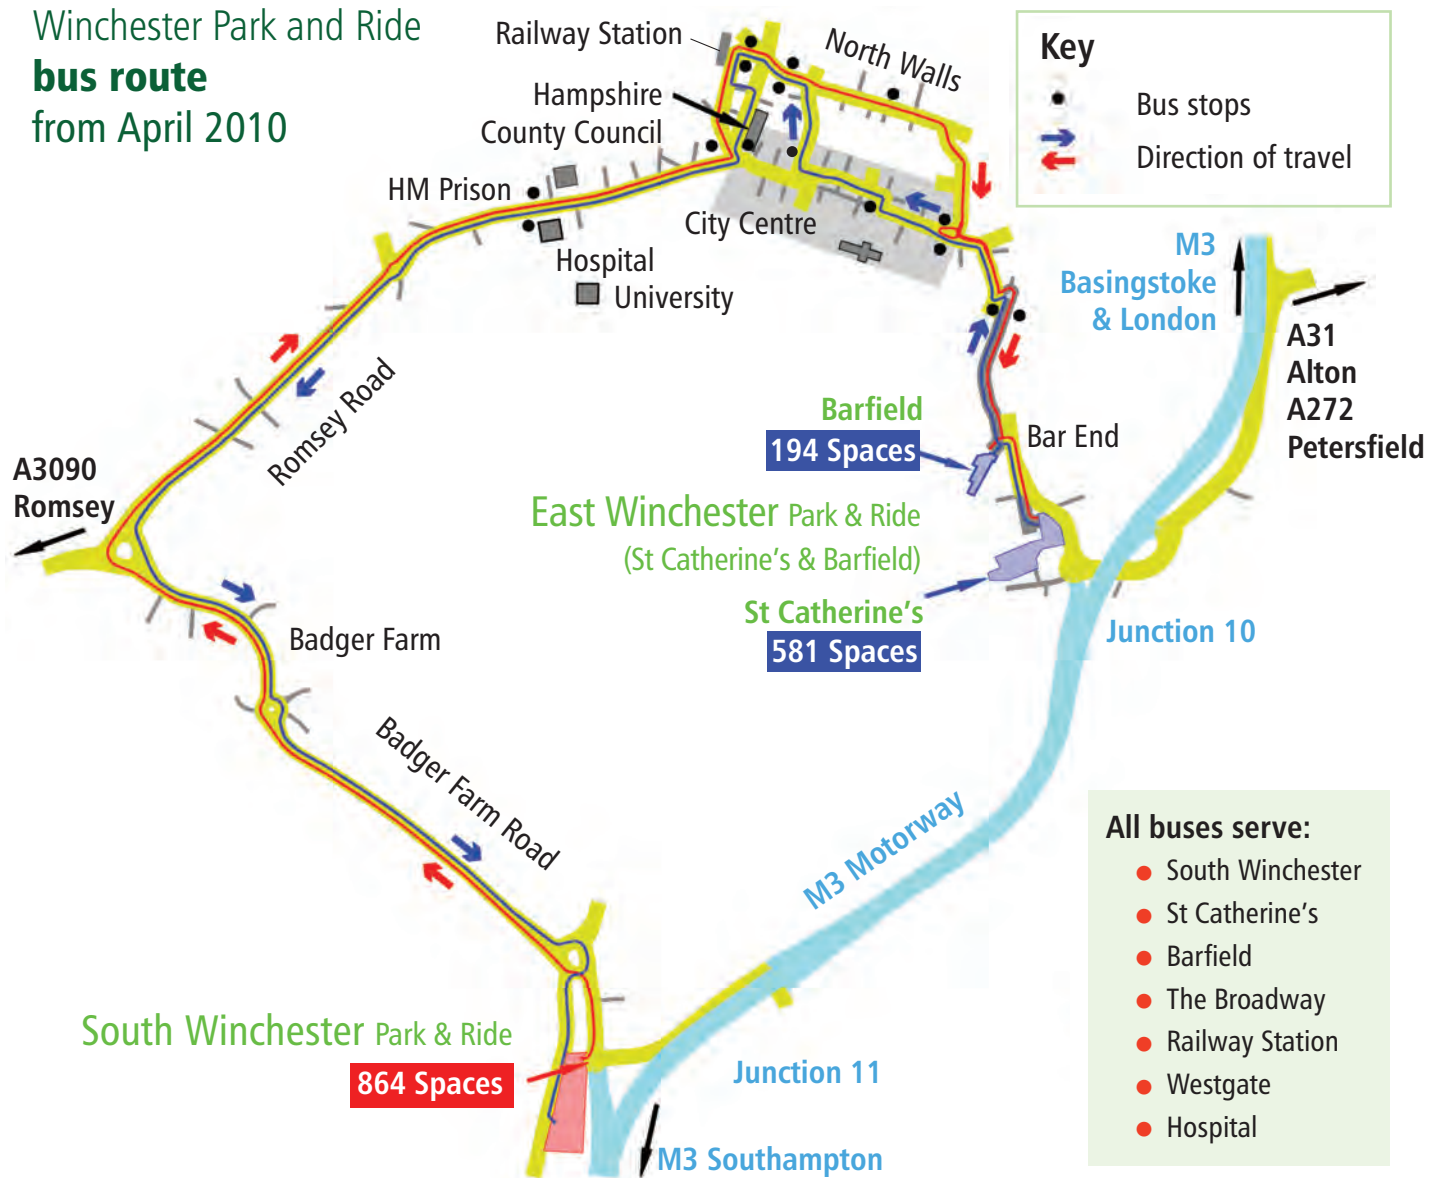 Winchester Park and Ride
bus route
from April 2010
Railway Station
Hampshire
County Council
HM Prison
Hospital
University
City Centre
North Walls
Key
Bus stops
Direction of travel
M3
Basingstoke
& London
A31
Alton
A272
Petersfield
Romsey Road
A3090
Romsey
Barfield
194 Spaces
Bar End
East Winchester Park & Ride
(St Catherine's & Barfield)
St Catherine's
581 Spaces
Junction 10
Badger Farm
Badger Farm Road
M3 Motorway
South Winchester Park & Ride
864 Spaces
Junction 11
M3 Southampton
All buses serve:
South Winchester
St Catherine's
Barfield
The Broadway
Railway Station
Westgate
Hospital